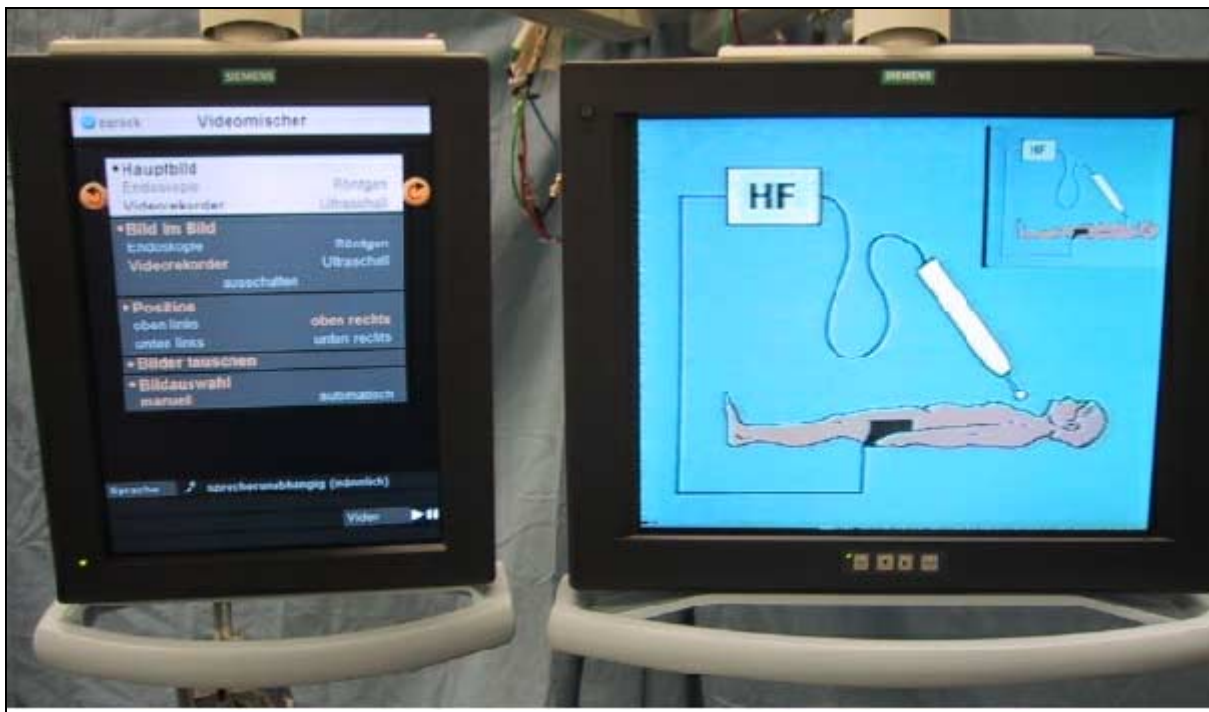 SIEMENS
zurück Videomischer
•Hauptbild
Endoskopie Röntgen
Videorekorder Ultraschall
•Bild im Bild
Endoskopie Röntgen
Videorekorder Ultraschall
ausschalten
•Position
oben links oben rechts
unten links unten rechts
•Bilder tauschen
•Bildauswahl
manuell automatisch
Sprache sprecherunabhängig (männlich)
Video
SIEMENS
HF
HF